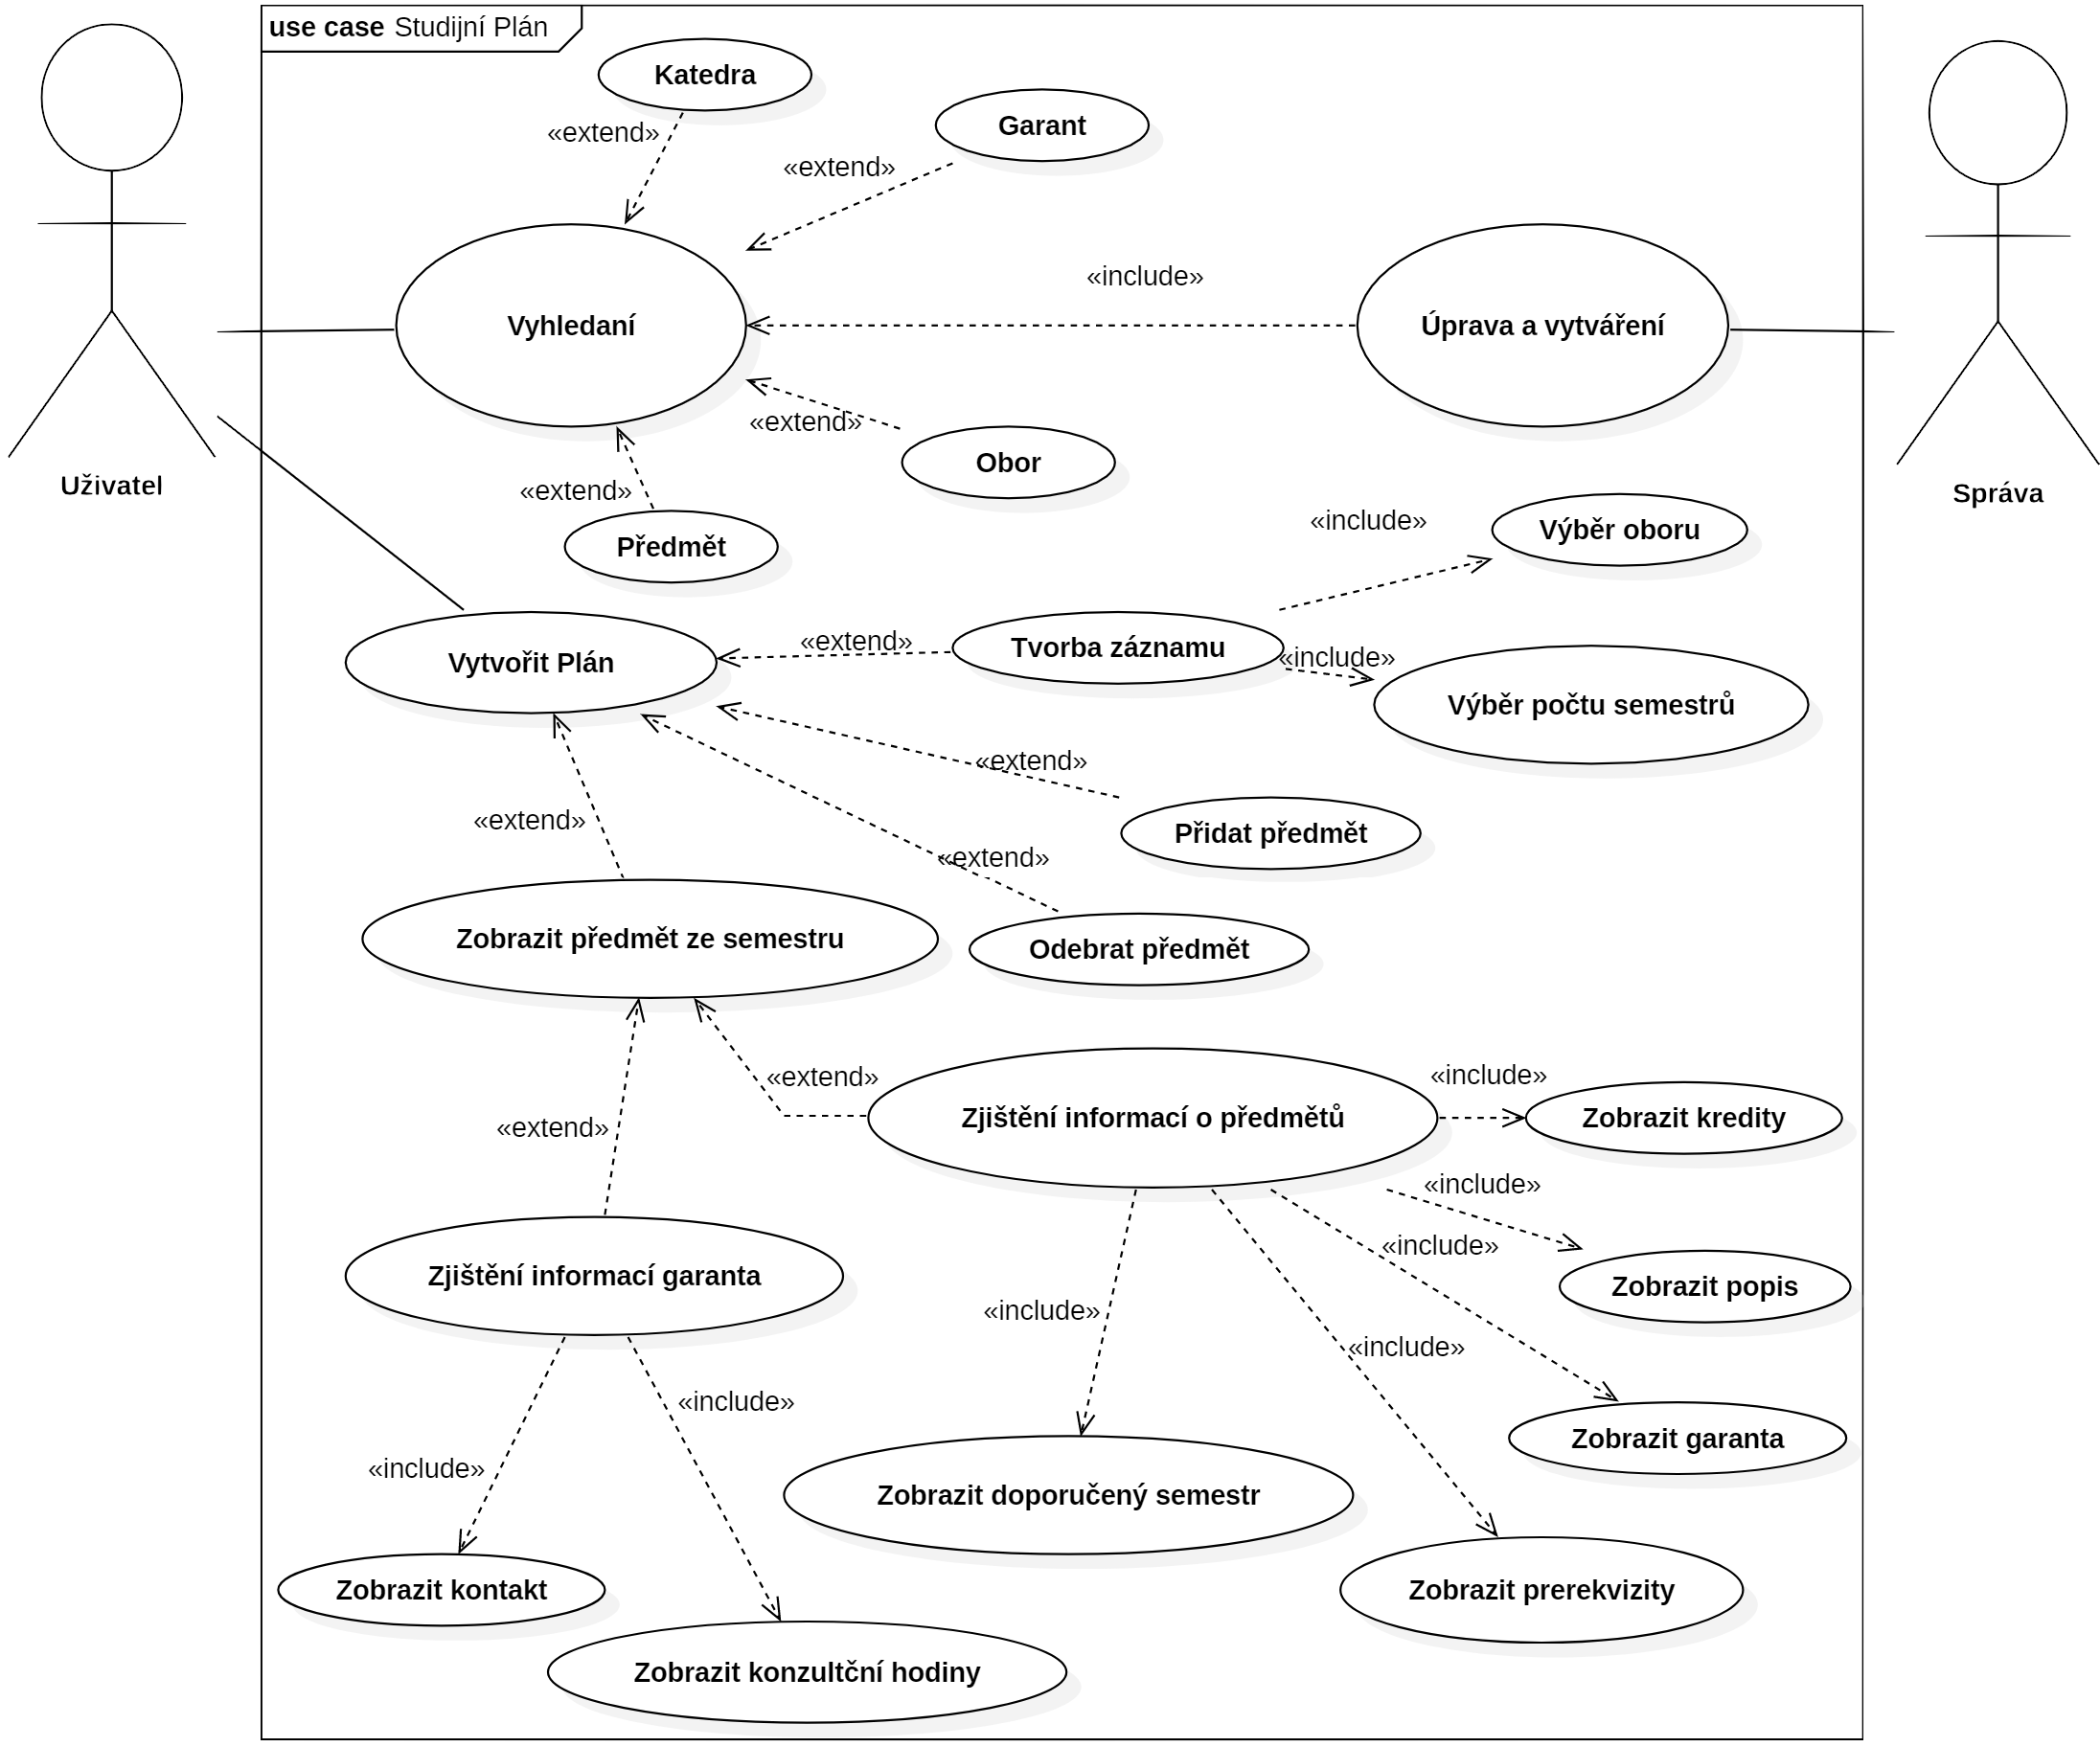 use case Studijní Plán
Katedra
«extend»
Garant
«extend»
«include»
Vyhledaní
Úprava a vytváření
«extend»
Obor
Uživatel
«extend»
Správa
«include»
Výběr oboru
Předmět
«extend»
Tvorba záznamu
«include»
Vytvořit Plán
Výběr počtu semestrů
«extend»
«extend»
Přidat předmět
«extend»
Zobrazit předmět ze semestru
Odebrat předmět
«extend»
«include»
Zjištění informací o předmětů
Zobrazit kredity
«extend»
«include»
«include»
Zjištění informací garanta
Zobrazit popis
«include»
«include»
«include»
Zobrazit garanta
«include»
Zobrazit doporučený semestr
Zobrazit kontakt
Zobrazit prerekvizity
Zobrazit konzultční hodiny